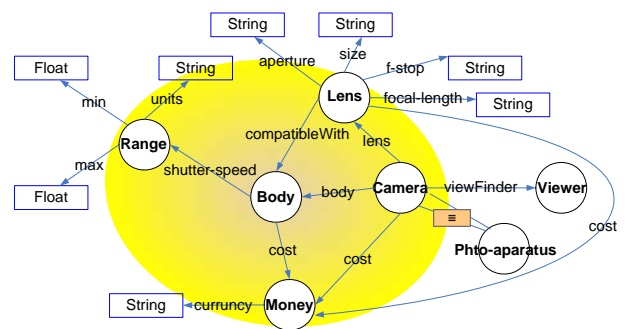 String
String
aperture
size
f-stop
Float
String
String
Lens
focal-length
String
min
units
compatibleWith
Range
lens
max
shutter-speed
Body
body
Camera
viewFinder
Viewer
Float
≡
cost
Phto-aparatus
cost
cost
String
curruncy
Money